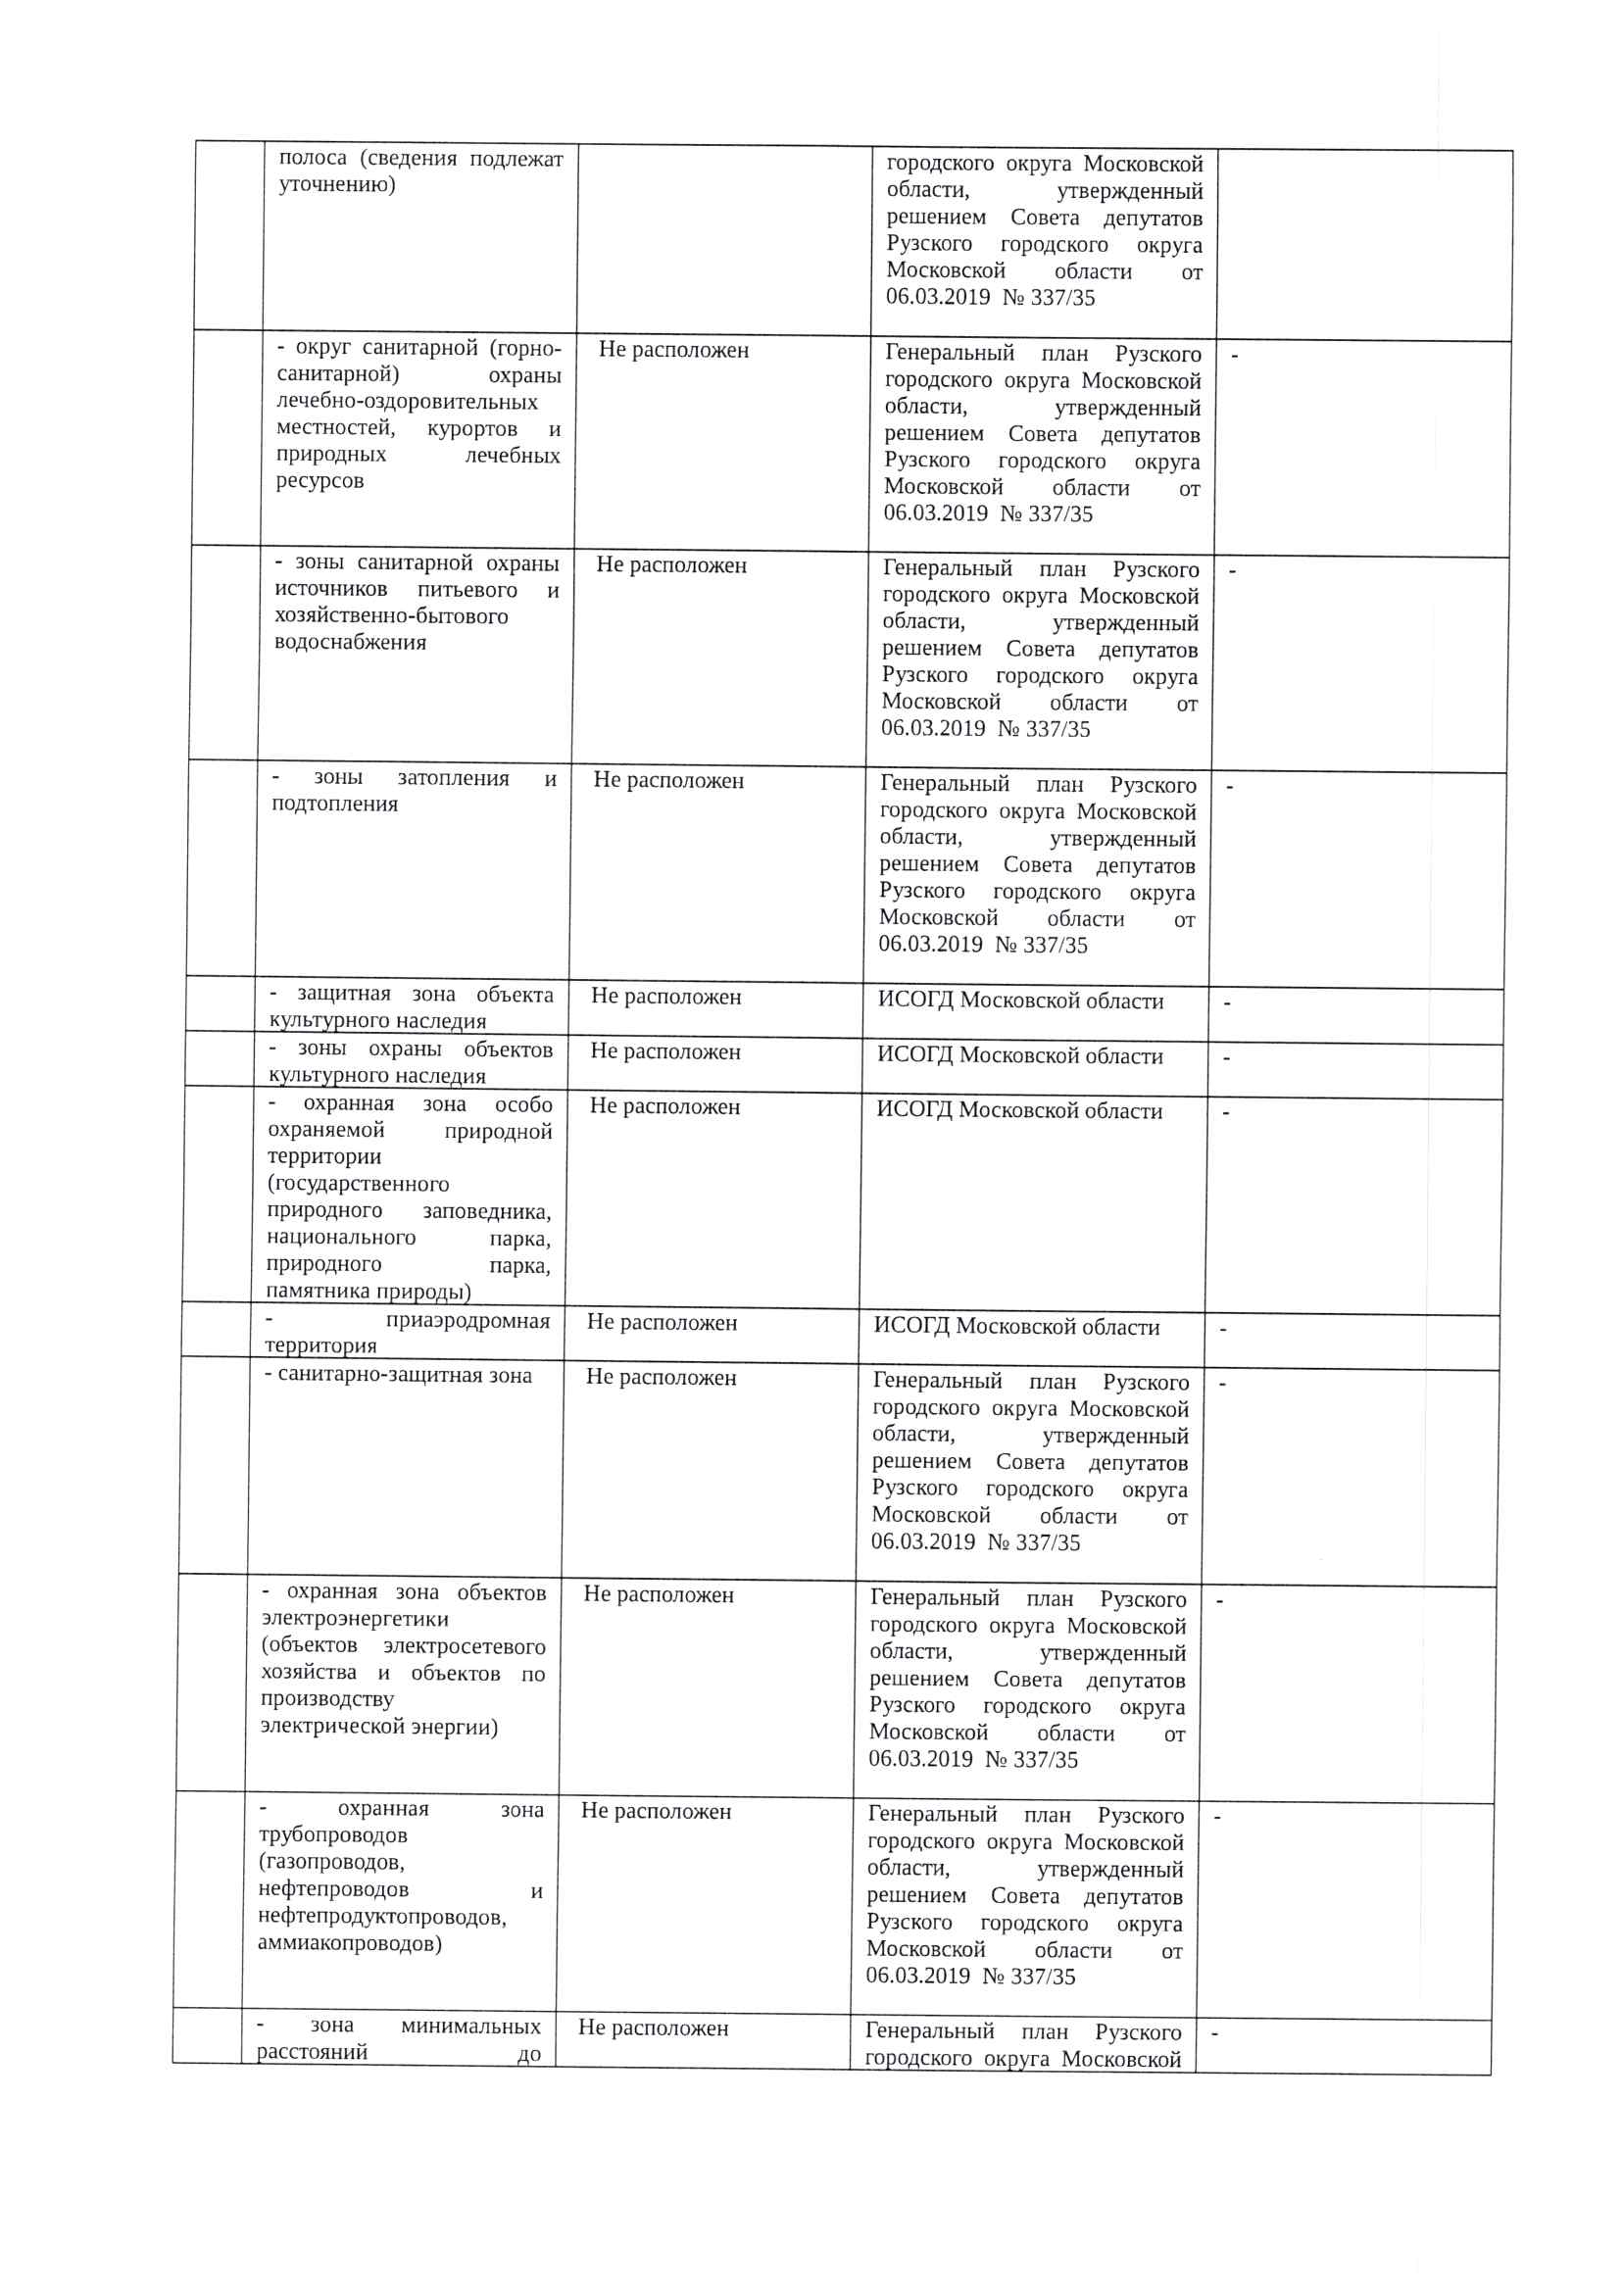 полоса (сведения подлежат
уточнению)
городского округа Московской
области, утвержденный
решением Совета депутатов
Рузского городского округа
Московской области от
06.03.2019 № 337/35
- округ санитарной (горно-
санитарной) охраны
лечебно-оздоровительных
местностей, курортов и
природных лечебных
ресурсов
Не расположен
Генеральный план Рузского
городского округа Московской
области, утвержденный
решением Совета депутатов
Рузского городского округа
Московской области от
06.03.2019 № 337/35
-
- зоны санитарной охраны
источников питьевого и
хозяйственно-бытового
водоснабжения
Не расположен
Генеральный план Рузского
городского округа Московской
области, утвержденный
решением Совета депутатов
Рузского городского округа
Московской области от
06.03.2019 № 337/35
-
- зоны затопления и
подтопления
Не расположен
Генеральный план Рузского
городского округа Московской
области, утвержденный
решением Совета депутатов
Рузского городского округа
Московской области от
06.03.2019 № 337/35
-
- защитная зона объекта
культурного наследия
Не расположен
ИСОГД Московской области
-
- зоны охраны объектов
культурного наследия
Не расположен
ИСОГД Московской области
-
- охранная зона особо
охраняемой природной
территории
(государственного
природного заповедника,
национального парка,
природного парка,
памятника природы)
Не расположен
ИСОГД Московской области
-
- приаэродромная
территория
Не расположен
ИСОГД Московской области
-
- санитарно-защитная зона
Не расположен
Генеральный план Рузского
городского округа Московской
области, утвержденный
решением Совета депутатов
Рузского городского округа
Московской области от
06.03.2019 № 337/35
-
- охранная зона объектов
электроэнергетики
(объектов электросетевого
хозяйства и объектов по
производству
электрической энергии)
Не расположен
Генеральный план Рузского
городского округа Московской
области, утвержденный
решением Совета депутатов
Рузского городского округа
Московской области от
06.03.2019 № 337/35
-
- охранная зона
трубопроводов
(газопроводов,
нефтепроводов и
нефтепродуктопроводов,
аммиакопроводов)
Не расположен
Генеральный план Рузского
городского округа Московской
области, утвержденный
решением Совета депутатов
Рузского городского округа
Московской области от
06.03.2019 № 337/35
-
- зона минимальных
расстояний до
Не расположен
Генеральный план Рузского
городского округа Московской
-